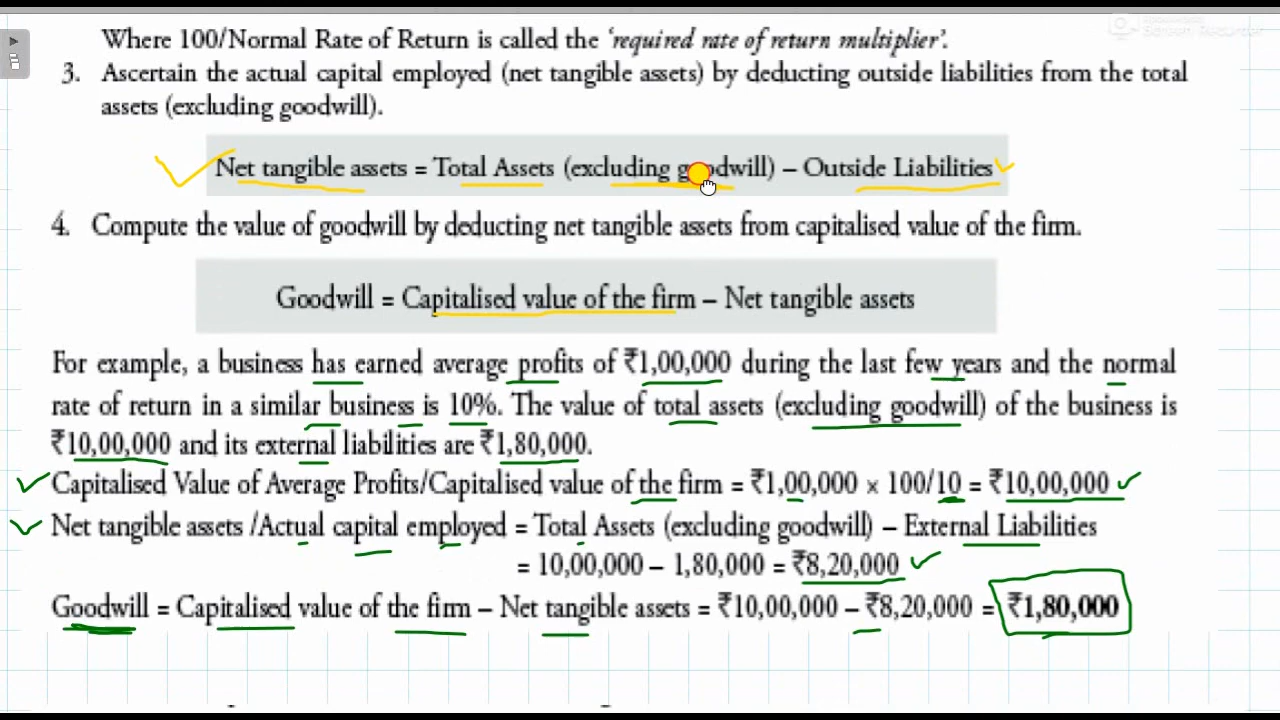 Where 100/Normal Rate of Return is called the ‘required rate of return multiplier’.
3. Ascertain the actual capital employed (net tangible assets) by deducting outside liabilities from the total
assets (excluding goodwill).
Net tangible assets = Total Assets (excluding goodwill) – Outside Liabilities
4. Compute the value of goodwill by deducting net tangible assets from capitalised value of the firm.
Goodwill = Capitalised value of the firm – Net tangible assets
For example, a business has earned average profits of ₹1,00,000 during the last few years and the normal
rate of return in a similar business is 10%. The value of total assets (excluding goodwill) of the business is
₹10,00,000 and its external liabilities are ₹1,80,000.
Capitalised Value of Average Profits/Capitalised value of the firm = ₹1,00,000 × 100/10 = ₹10,00,000
Net tangible assets /Actual capital employed = Total Assets (excluding goodwill) – External Liabilities
= 10,00,000 – 1,80,000 = ₹8,20,000
Goodwill = Capitalised value of the firm – Net tangible assets = ₹10,00,000 – ₹8,20,000 = ₹1,80,000